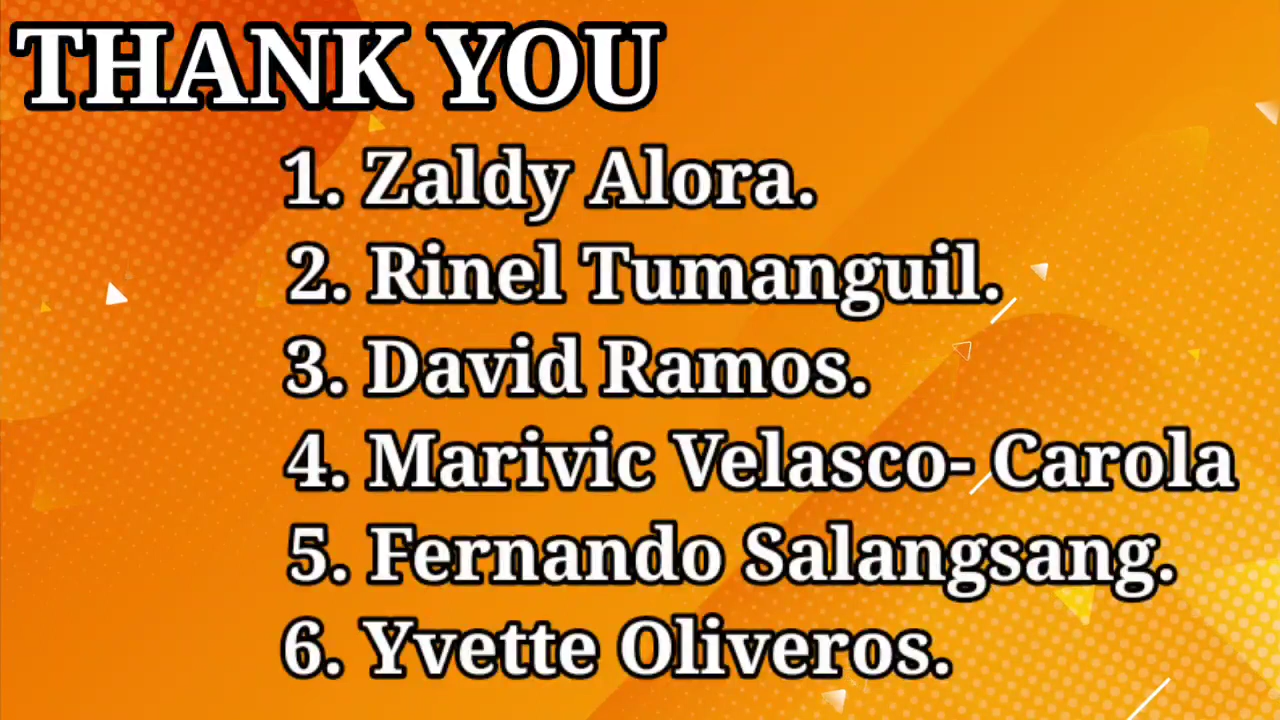 THANK YOU
1. Zaldy Alora.
2. Rinel Tumanguil.
3. David Ramos.
4. Marivic Velasco- Carola
5. Fernando Salangsang.
6. Yvette Oliveros.